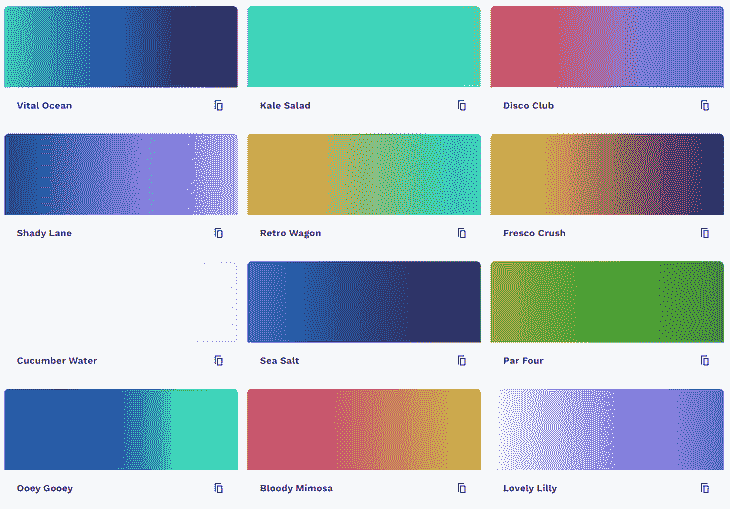 Vital Ocean
Kale Salad
Disco Club
Shady Lane
Retro Wagon
Fresco Crush
Cucumber Water
Sea Salt
Par Four
Ooey Gooey
Bloody Mimosa
Lovely Lilly